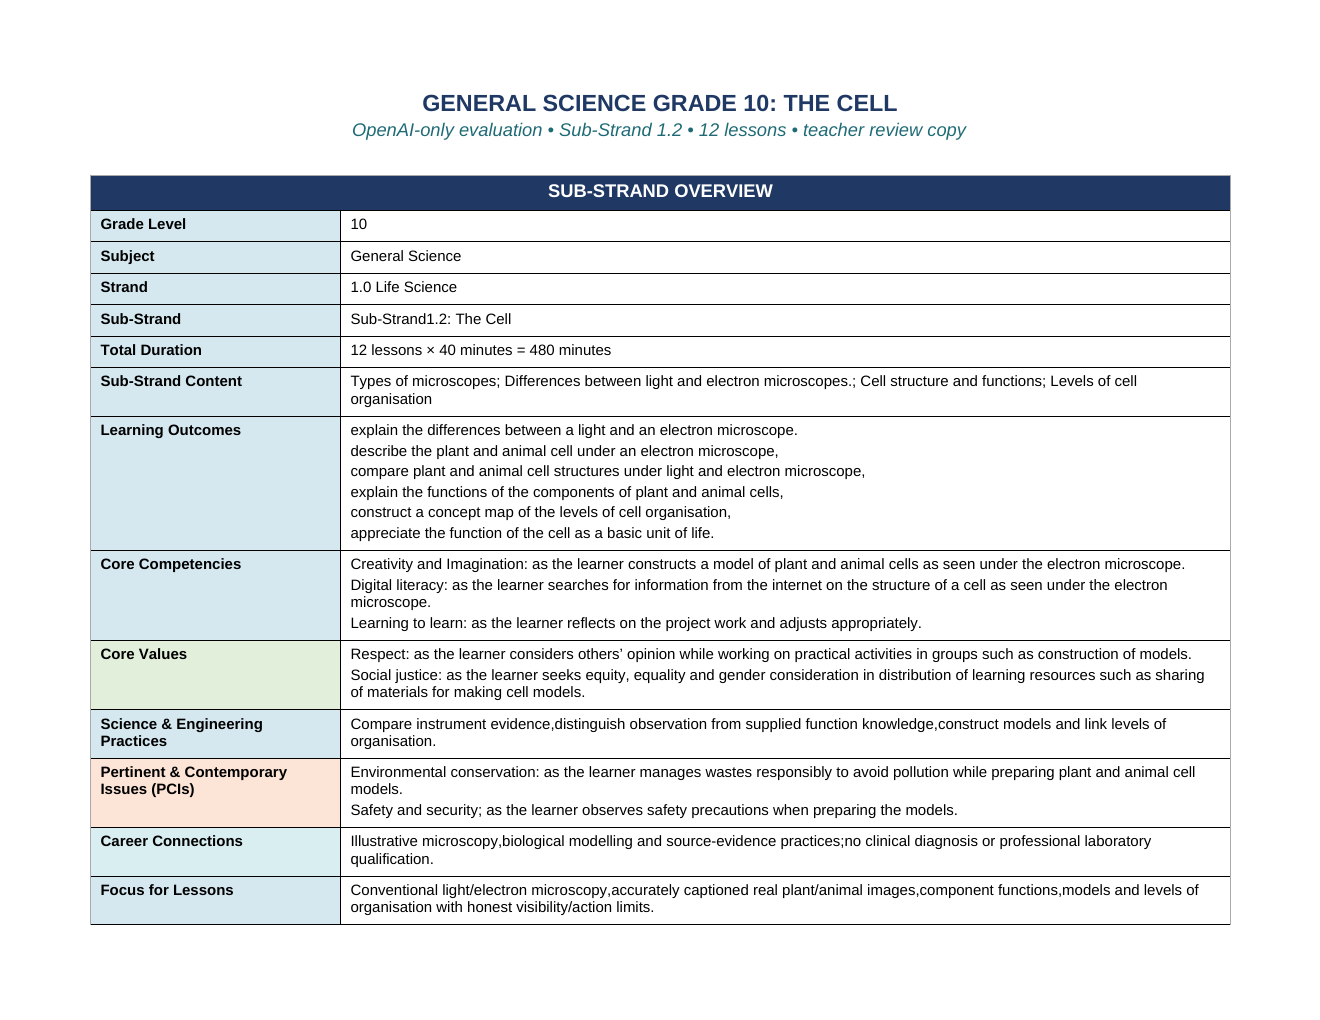 GENERAL SCIENCE GRADE 10: THE CELL
OpenAI-only evaluation • Sub-Strand 1.2 • 12 lessons • teacher review copy
SUB-STRAND OVERVIEW
Grade Level
10
Subject
General Science
Strand
1.0 Life Science
Sub-Strand
Sub-Strand1.2: The Cell
Total Duration
12 lessons × 40 minutes = 480 minutes
Sub-Strand Content
Types of microscopes; Differences between light and electron microscopes.; Cell structure and functions; Levels of cell
organisation
Learning Outcomes
explain the differences between a light and an electron microscope.
describe the plant and animal cell under an electron microscope,
compare plant and animal cell structures under light and electron microscope,
explain the functions of the components of plant and animal cells,
construct a concept map of the levels of cell organisation,
appreciate the function of the cell as a basic unit of life.
Core Competencies
Creativity and Imagination: as the learner constructs a model of plant and animal cells as seen under the electron microscope.
Digital literacy: as the learner searches for information from the internet on the structure of a cell as seen under the electron
microscope.
Learning to learn: as the learner reflects on the project work and adjusts appropriately.
Core Values
Respect: as the learner considers others’ opinion while working on practical activities in groups such as construction of models.
Social justice: as the learner seeks equity, equality and gender consideration in distribution of learning resources such as sharing
of materials for making cell models.
Science & Engineering
Practices
Compare instrument evidence,distinguish observation from supplied function knowledge,construct models and link levels of
organisation.
Pertinent & Contemporary
Issues (PCIs)
Environmental conservation: as the learner manages wastes responsibly to avoid pollution while preparing plant and animal cell
models.
Safety and security; as the learner observes safety precautions when preparing the models.
Career Connections
Illustrative microscopy,biological modelling and source-evidence practices;no clinical diagnosis or professional laboratory
qualification.
Focus for Lessons
Conventional light/electron microscopy,accurately captioned real plant/animal images,component functions,models and levels of
organisation with honest visibility/action limits.